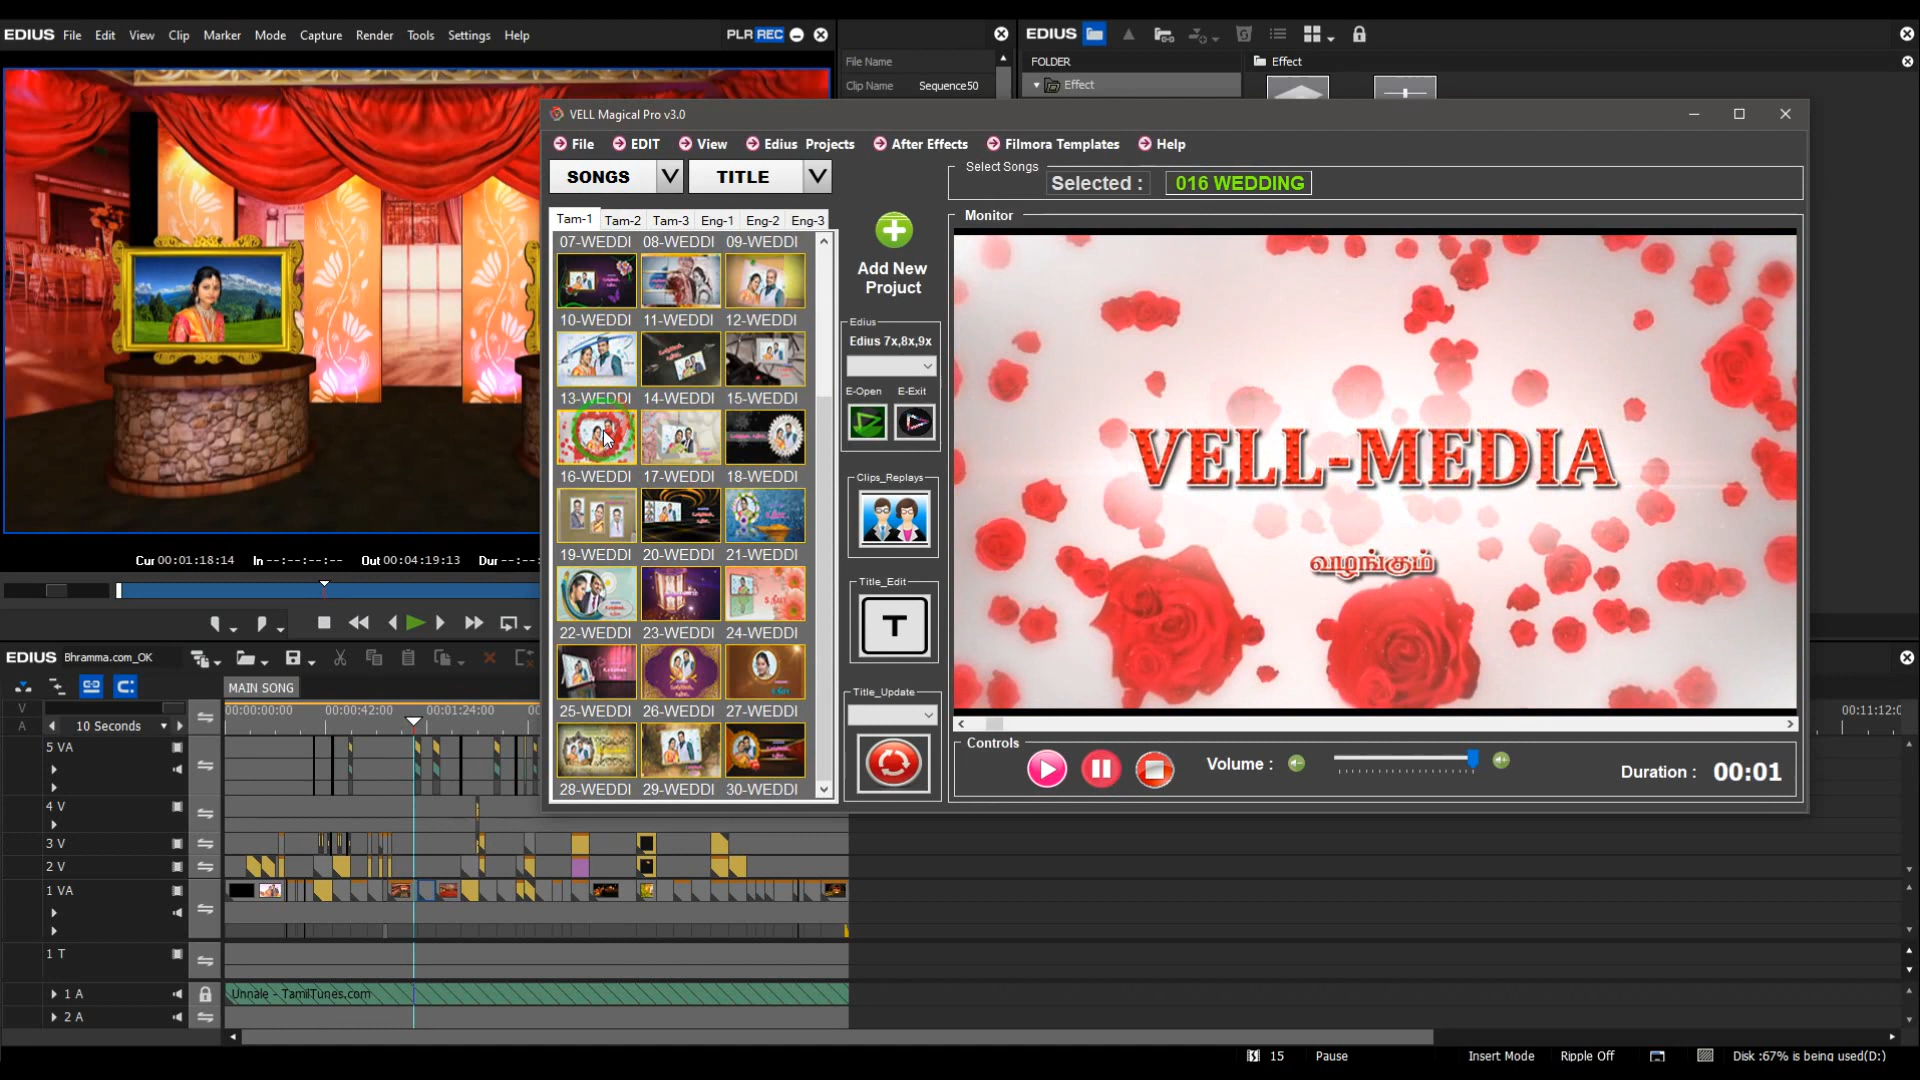 EDIUS File Edit View Clip Marker Mode Capture Render Tools Settings Help
PLR REC
File Name
Clip Name Sequence50
EDIUS
FOLDER
Effect
Effect
VELL Magical Pro v3.0
File EDIT View Edius Projects After Effects Filmora Templates Help
SONGS V TITLE V
Select Songs
Selected : 016 WEDDING
Tam-1 Tam-2 Tam-3 Eng-1 Eng-2 Eng-3
07-WEDDI 08-WEDDI 09-WEDDI
10-WEDDI 11-WEDDI 12-WEDDI
13-WEDDI 14-WEDDI 15-WEDDI
16-WEDDI 17-WEDDI 18-WEDDI
19-WEDDI 20-WEDDI 21-WEDDI
22-WEDDI 23-WEDDI 24-WEDDI
25-WEDDI 26-WEDDI 27-WEDDI
28-WEDDI 29-WEDDI 30-WEDDI
Add New
Proyuct
Edius
Edius 7x,8x,9x
E-Open E-Exit
Clips_Replays
Title_Edit
T
Title_Update
Monitor
VELL-MEDIA
வழங்கும்
Controls
Volume :
Duration : 00:01
Cur 00:01:18:14 In --:--:--:-- Out 00:04:19:13 Dur --:--
EDIUS Bhramma.com_OK
MAIN SONG
V
A
10 Seconds
00:00:00:00 00:00:42:00 00:01:24:00
00:11:12:0
5 VA
4 V
3 V
2 V
1 VA
1 T
1 A
Unnale - TamilTunes.com
2 A
15 Pause Insert Mode Ripple Off Disk :67% is being used(D:)